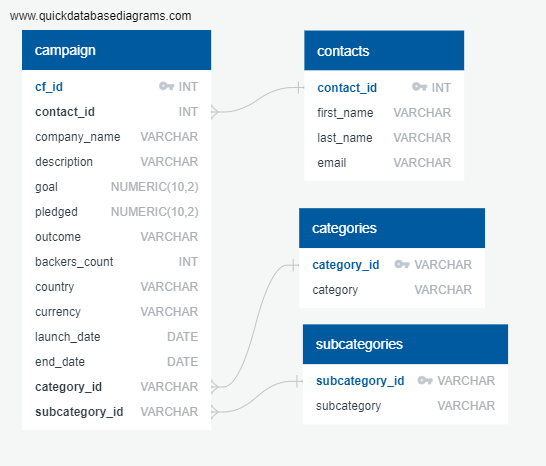 www.quickdatabasediagrams.com
campaign
cf_id INT
contact_id INT
company_name VARCHAR
description VARCHAR
goal NUMERIC(10,2)
pledged NUMERIC(10,2)
outcome VARCHAR
backers_count INT
country VARCHAR
currency VARCHAR
launch_date DATE
end_date DATE
category_id VARCHAR
subcategory_id VARCHAR
contacts
contact_id INT
first_name VARCHAR
last_name VARCHAR
email VARCHAR
categories
category_id VARCHAR
category VARCHAR
subcategories
subcategory_id VARCHAR
subcategory VARCHAR